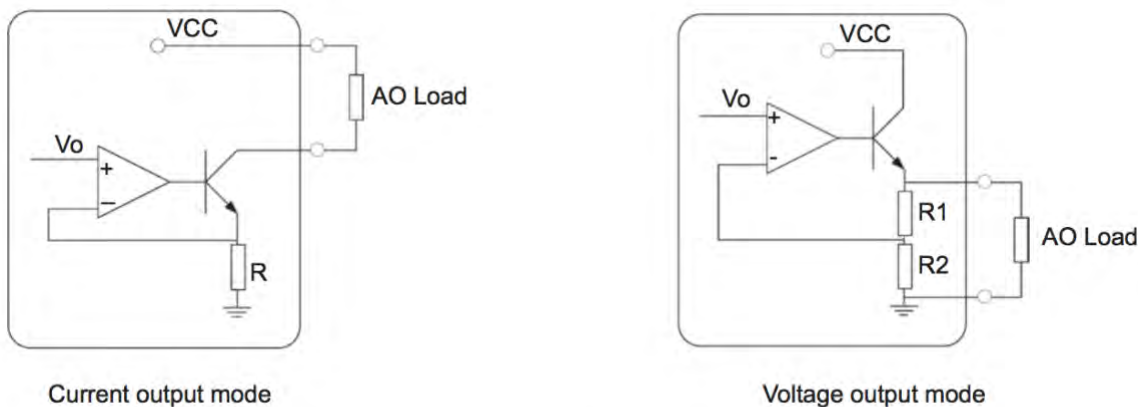 VCC
AO Load
Vo
+
−
R
Current output mode
VCC
Vo
+
-
R1
R2
AO Load
Voltage output mode